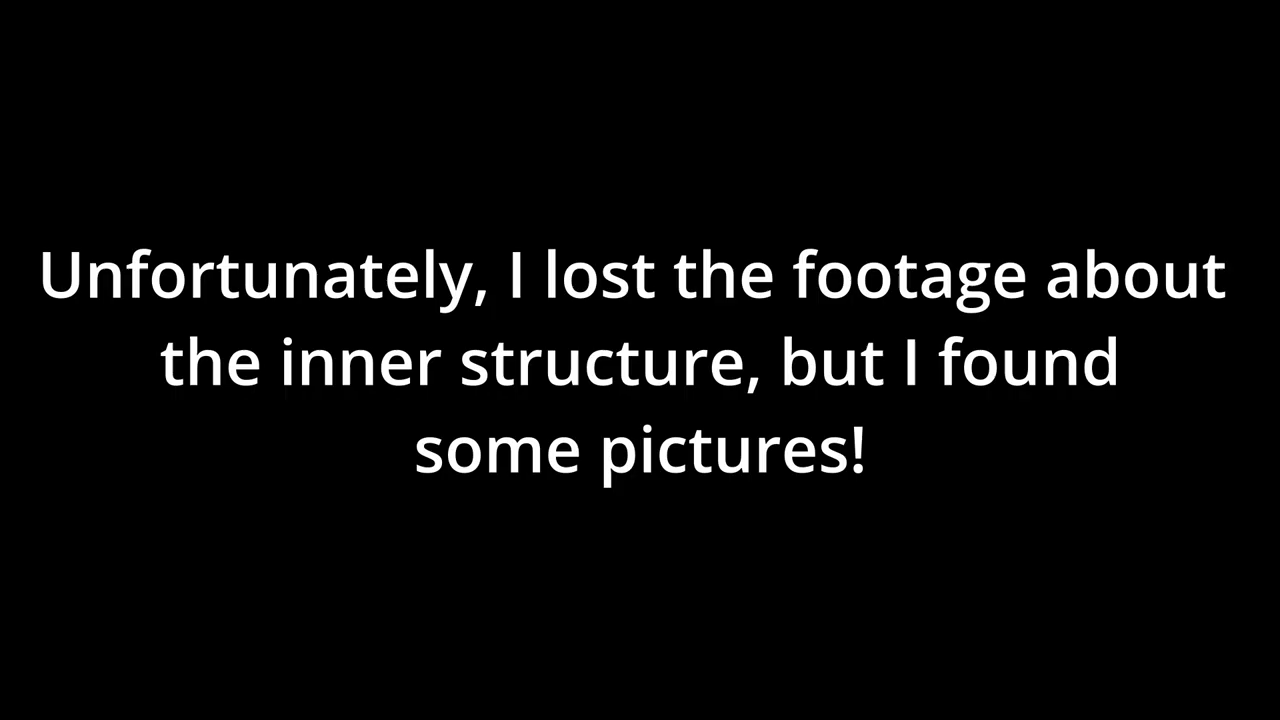 Unfortunately, I lost the footage about
the inner structure, but I found
some pictures!